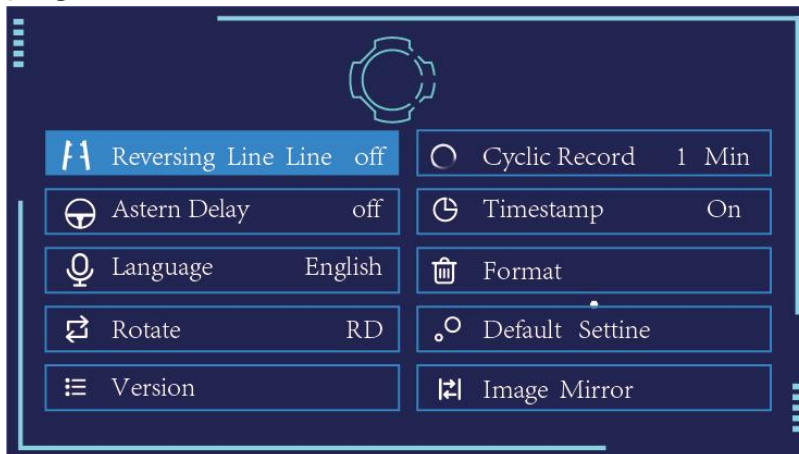 Reversing Line Line off
Cyclic Record 1 Min
Astern Delay off
Timestamp On
Language English
Format
Rotate RD
Default Settine
Version
Image Mirror